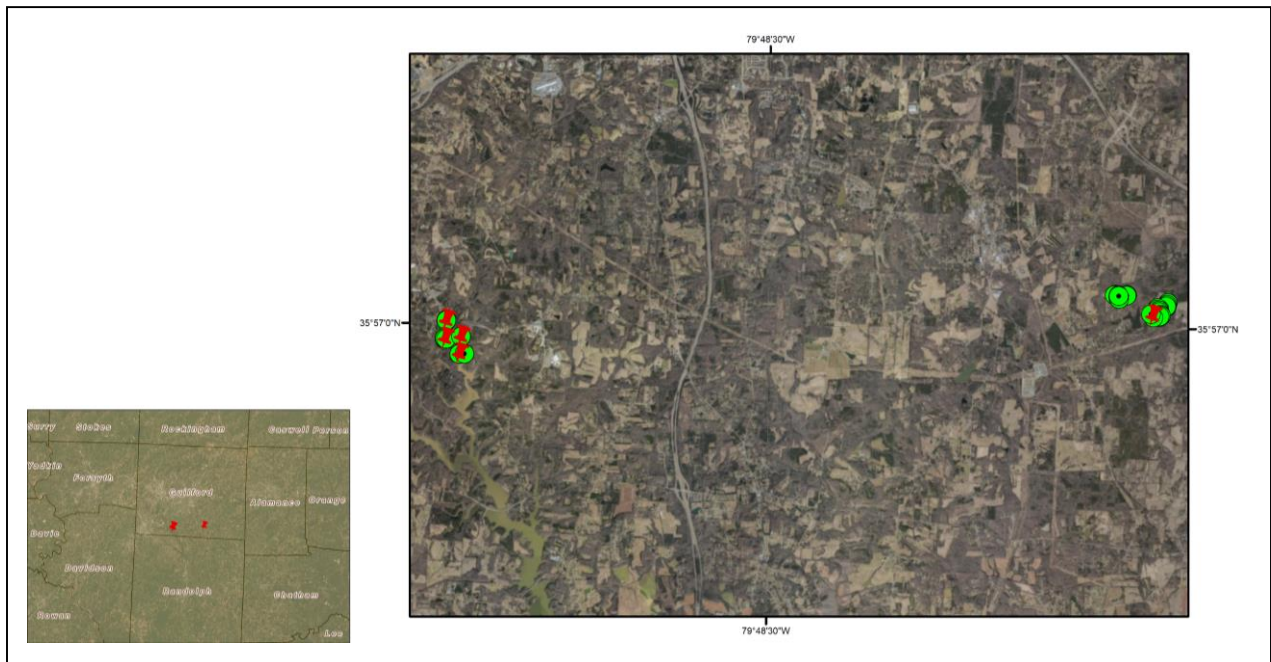 79°48'30"W
35°57'0"N
35°57'0"N
79°48'30"W
Surry Stokes Rockingham Caswell Person
Yadkin
Forsyth
Guilford
Alamance Orange
Davie
Davidson
Randolph
Chatham
Rowan
Lee